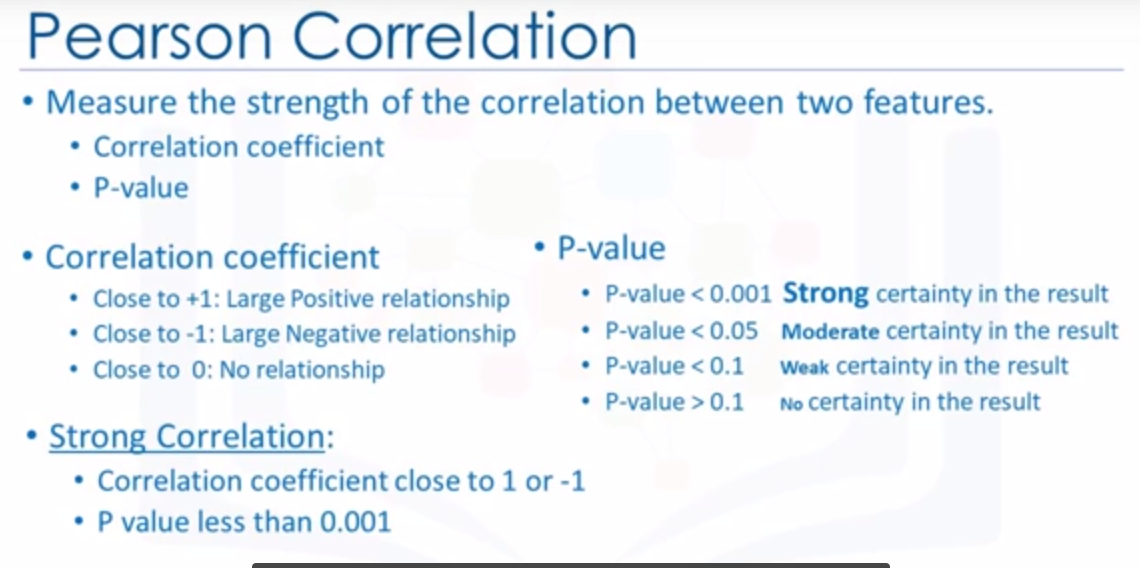 Pearson Correlation
• Measure the strength of the correlation between two features.
• Correlation coefficient
• P-value
• Correlation coefficient
• Close to +1: Large Positive relationship
• Close to -1: Large Negative relationship
• Close to 0: No relationship
• P-value
• P-value < 0.001 Strong certainty in the result
• P-value < 0.05 Moderate certainty in the result
• P-value < 0.1 Weak certainty in the result
• P-value > 0.1 No certainty in the result
• Strong Correlation:
• Correlation coefficient close to 1 or -1
• P value less than 0.001